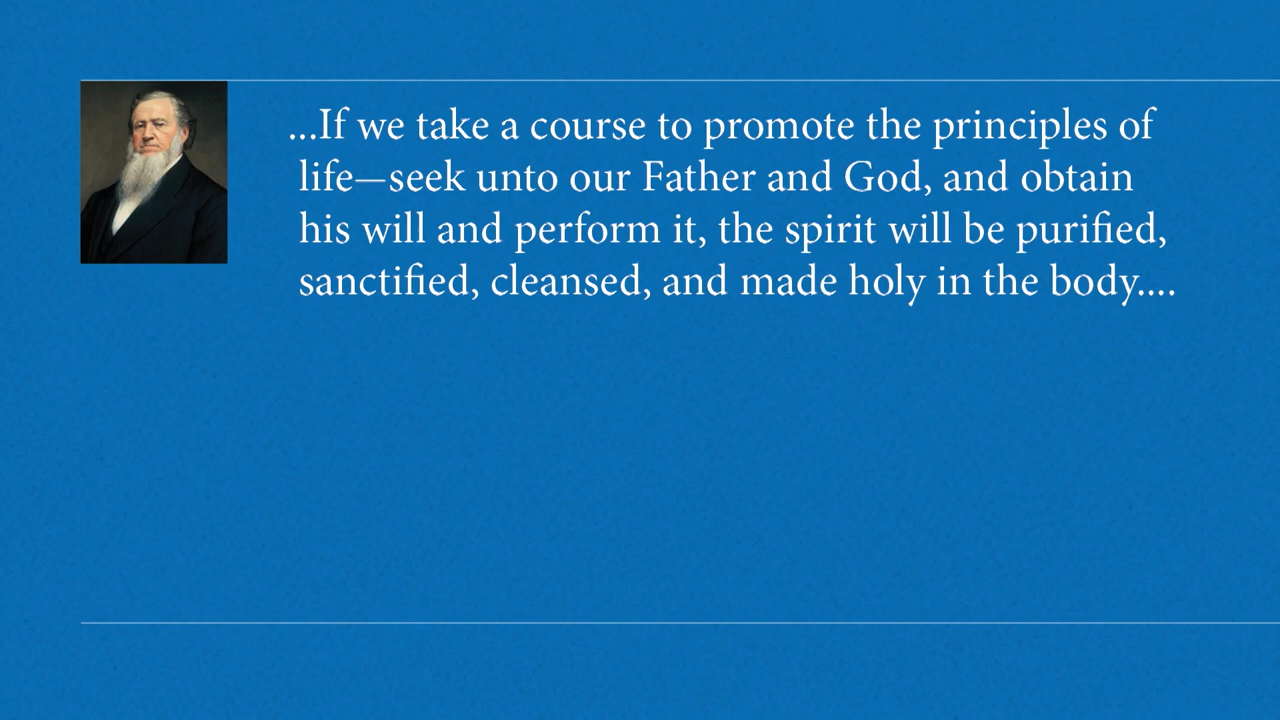 ...If we take a course to promote the principles of
life—seek unto our Father and God, and obtain
his will and perform it, the spirit will be purified,
sanctified, cleansed, and made holy in the body....